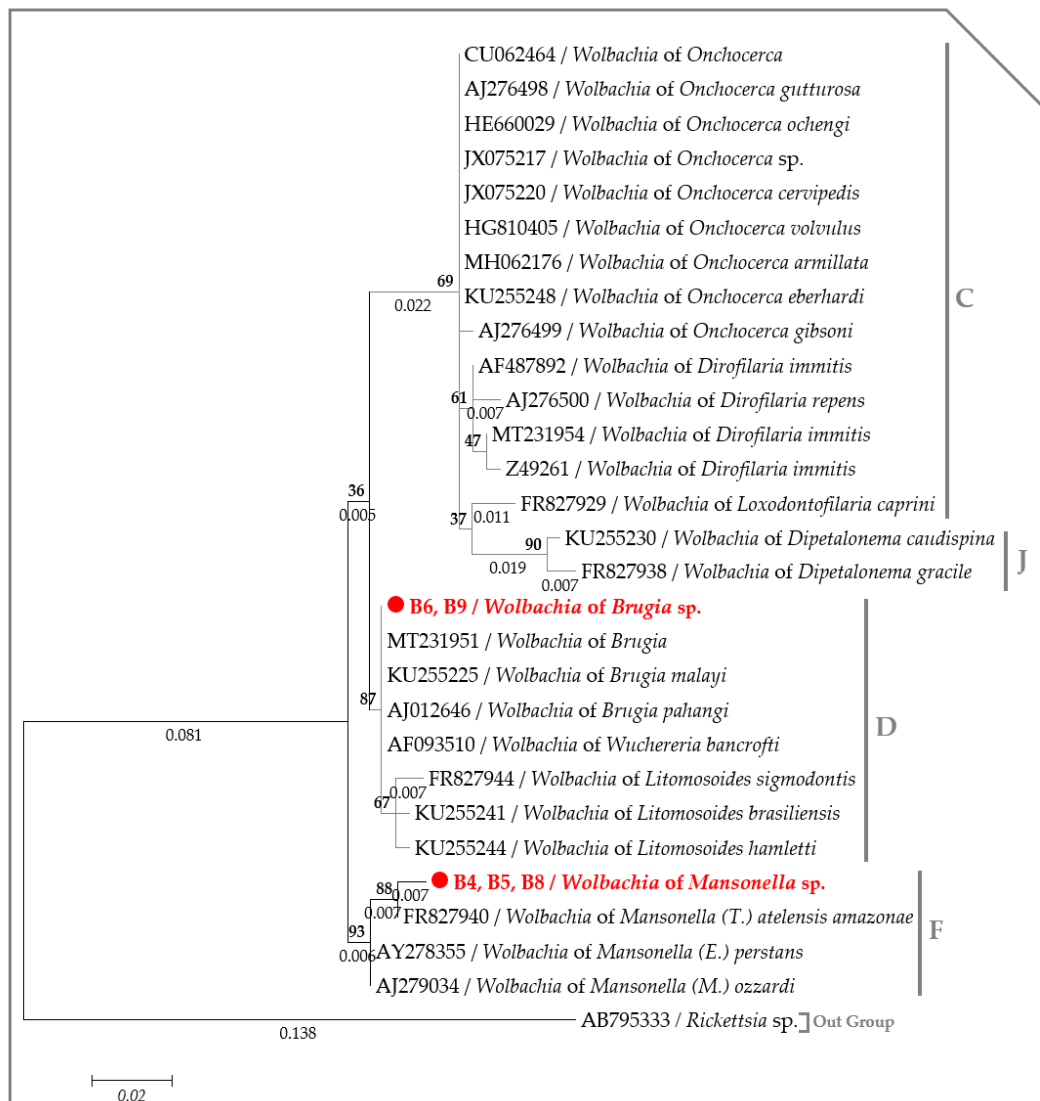 CU062464 / Wolbachia of Onchocerca
AJ276498 / Wolbachia of Onchocerca gutturosa
HE660029 / Wolbachia of Onchocerca ochengi
JX075217 / Wolbachia of Onchocerca sp.
JX075220 / Wolbachia of Onchocerca cervipedis
HG810405 / Wolbachia of Onchocerca volvulus
MH062176 / Wolbachia of Onchocerca armillata
69
0.022
KU255248 / Wolbachia of Onchocerca eberhardi
C
AJ276499 / Wolbachia of Onchocerca gibsoni
AF487892 / Wolbachia of Dirofilaria immitis
61
0.007
AJ276500 / Wolbachia of Dirofilaria repens
47
MT231954 / Wolbachia of Dirofilaria immitis
Z49261 / Wolbachia of Dirofilaria immitis
36
0.005
37
0.011
FR827929 / Wolbachia of Loxodontofilaria caprini
90
0.019
KU255230 / Wolbachia of Dipetalonema caudispina
J
0.007
FR827938 / Wolbachia of Dipetalonema gracile
B6, B9 / Wolbachia of Brugia sp.
MT231951 / Wolbachia of Brugia
KU255225 / Wolbachia of Brugia malayi
87
AJ012646 / Wolbachia of Brugia pahangi
D
0.081
AF093510 / Wolbachia of Wuchereria bancrofti
0.007
FR827944 / Wolbachia of Litomosoides sigmodontis
67
KU255241 / Wolbachia of Litomosoides brasiliensis
KU255244 / Wolbachia of Litomosoides hamletti
88
0.007
B4, B5, B8 / Wolbachia of Mansonella sp.
0.007
FR827940 / Wolbachia of Mansonella (T.) atelensis amazonae
F
93
0.006
AY278355 / Wolbachia of Mansonella (E.) perstans
AJ279034 / Wolbachia of Mansonella (M.) ozzardi
0.138
AB795333 / Rickettsia sp.
Out Group
0.02